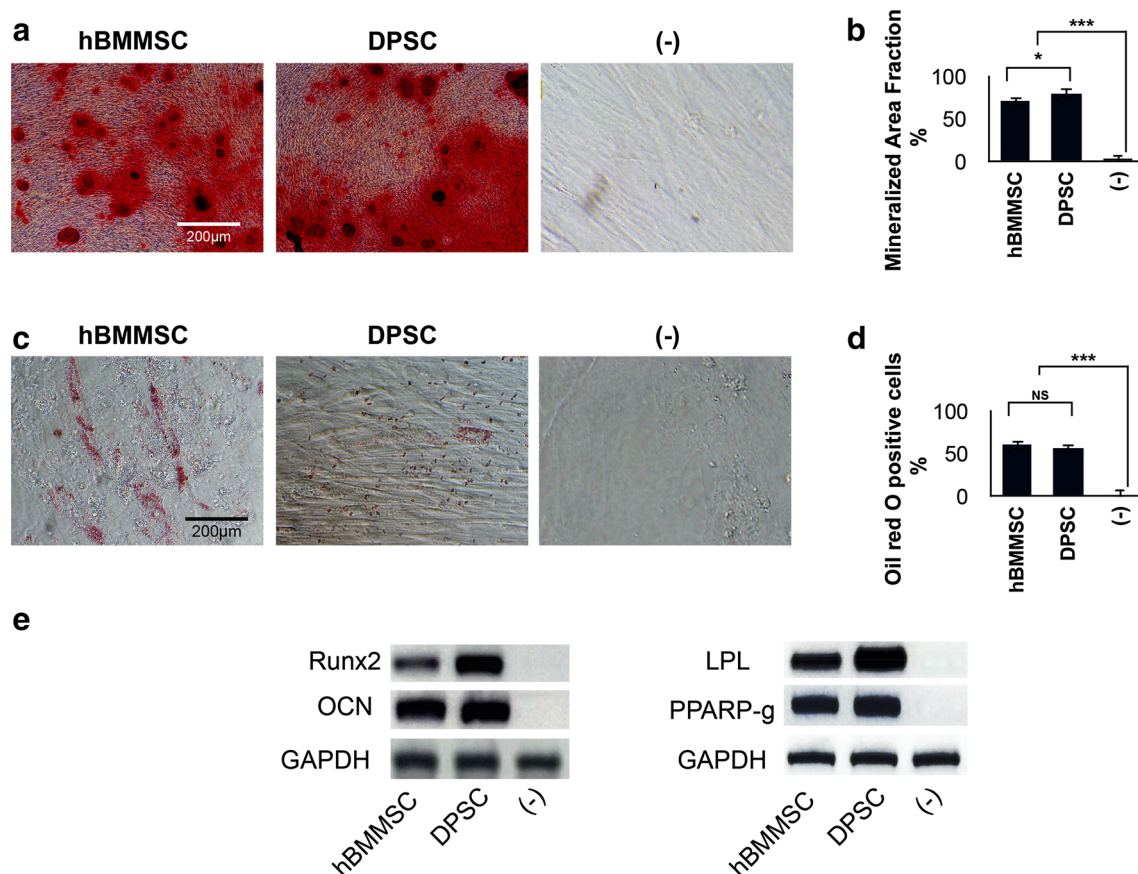 a
hBMMSC
DPSC
(-)
200µm
b
***
*
100
50
0
Mineralized Area Fraction
%
hBMMSC
DPSC
(-)
c
hBMMSC
DPSC
(-)
200µm
d
***
NS
100
50
0
Oil red O positive cells
%
hBMMSC
DPSC
(-)
e
Runx2
OCN
GAPDH
hBMMSC
DPSC
(-)
LPL
PPARP-g
GAPDH
hBMMSC
DPSC
(-)